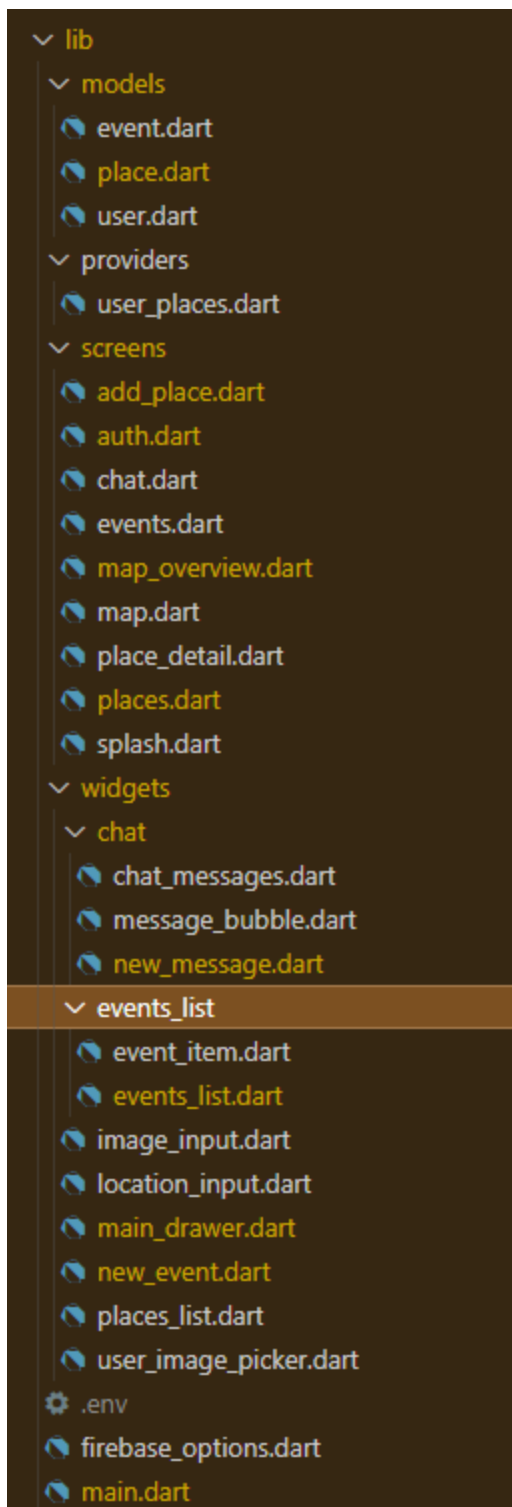 lib
models
event.dart
place.dart
user.dart
providers
user_places.dart
screens
add_place.dart
auth.dart
chat.dart
events.dart
map_overview.dart
map.dart
place_detail.dart
places.dart
splash.dart
widgets
chat
chat_messages.dart
message_bubble.dart
new_message.dart
events_list
event_item.dart
events_list.dart
image_input.dart
location_input.dart
main_drawer.dart
new_event.dart
places_list.dart
user_image_picker.dart
.env
firebase_options.dart
main.dart